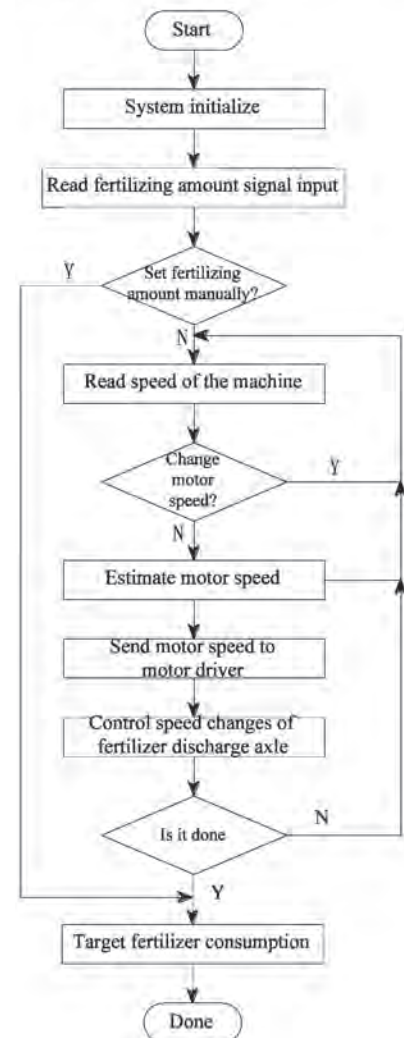 Start
System initialize
Read fertilizing amount signal input
Y
Set fertilizing
amount manually?
N
Read speed of the machine
Change
motor
speed?
Y
N
Estimate motor speed
Send motor speed to
motor driver
Control speed changes of
fertilizer discharge axle
Is it done
N
Y
Target fertilizer consumption
Done